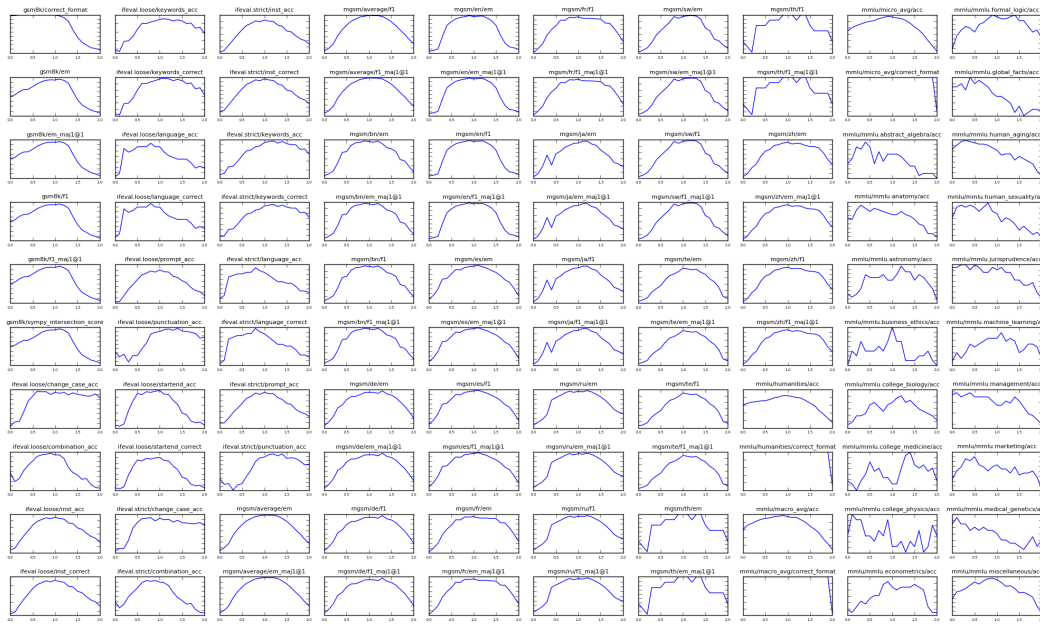 gsm8k/correct_format
ifeval.loose/keywords_acc
ifeval.strict/inst_acc
mgsm/average/f1
mgsm/en/em
mgsm/fr/f1
mgsm/sw/em
mgsm/th/f1
mmlu/micro_avg/acc
mmlu/mmlu.formal_logic/acc
gsm8k/em
ifeval.loose/keywords_correct
ifeval.strict/inst_correct
mgsm/average/f1_maj1@1
mgsm/en/em_maj1@1
mgsm/fr/f1_maj1@1
mgsm/sw/em_maj1@1
mgsm/th/f1_maj1@1
mmlu/micro_avg/correct_format
mmlu/mmlu.global_facts/acc
gsm8k/em_maj1@1
ifeval.loose/language_acc
ifeval.strict/keywords_acc
mgsm/bn/em
mgsm/en/f1
mgsm/ja/em
mgsm/sw/f1
mgsm/zh/em
mmlu/mmlu.abstract_algebra/acc
mmlu/mmlu.human_aging/acc
gsm8k/f1
ifeval.loose/language_correct
ifeval.strict/keywords_correct
mgsm/bn/em_maj1@1
mgsm/en/f1_maj1@1
mgsm/ja/em_maj1@1
mgsm/sw/f1_maj1@1
mgsm/zh/em_maj1@1
mmlu/mmlu.anatomy/acc
mmlu/mmlu.human_sexuality/a
gsm8k/f1_maj1@1
ifeval.loose/prompt_acc
ifeval.strict/language_acc
mgsm/bn/f1
mgsm/es/em
mgsm/ja/f1
mgsm/te/em
mgsm/zh/f1
mmlu/mmlu.astronomy/acc
mmlu/mmlu.jurisprudence/acc
gsm8k/sympy_intersection_score
ifeval.loose/punctuation_acc
ifeval.strict/language_correct
mgsm/bn/f1_maj1@1
mgsm/es/em_maj1@1
mgsm/ja/f1_maj1@1
mgsm/te/em_maj1@1
mgsm/zh/f1_maj1@1
mmlu/mmlu.business_ethics/acc
mmlu/mmlu.machine_learning/a
ifeval.loose/change_case_acc
ifeval.loose/startend_acc
ifeval.strict/prompt_acc
mgsm/de/em
mgsm/es/f1
mgsm/ru/em
mgsm/te/f1
mmlu/humanities/acc
mmlu/mmlu.college_biology/acc
mmlu/mmlu.management/acc
ifeval.loose/combination_acc
ifeval.loose/startend_correct
ifeval.strict/punctuation_acc
mgsm/de/em_maj1@1
mgsm/es/f1_maj1@1
mgsm/ru/em_maj1@1
mgsm/te/f1_maj1@1
mmlu/humanities/correct_format
mmlu/mmlu.college_medicine/acc
mmlu/mmlu.marketing/acc
ifeval.loose/inst_acc
ifeval.strict/change_case_acc
mgsm/average/em
mgsm/de/f1
mgsm/fr/em
mgsm/ru/f1
mgsm/th/em
mmlu/macro_avg/acc
mmlu/mmlu.college_physics/acc
mmlu/mmlu.medical_genetics/a
ifeval.loose/inst_correct
ifeval.strict/combination_acc
mgsm/average/em_maj1@1
mgsm/de/f1_maj1@1
mgsm/fr/em_maj1@1
mgsm/ru/f1_maj1@1
mgsm/th/em_maj1@1
mmlu/macro_avg/correct_format
mmlu/mmlu.econometrics/acc
mmlu/mmlu.miscellaneous/acc